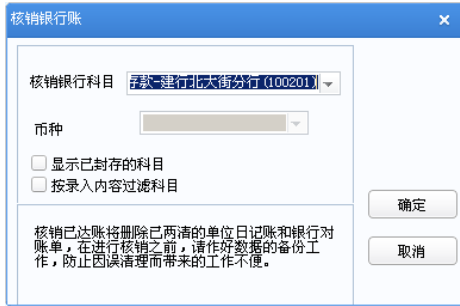 核销银行账
核销银行科目 存款-建行北大街分行(100201)
币种
显示已封存的科目
按录入内容过滤科目
确定
核销已达账将删除已两清的单位日记账和银行对
账单，在进行核销之前，请作好数据的备份工
作，防止因误清理而带来的工作不便。
取消